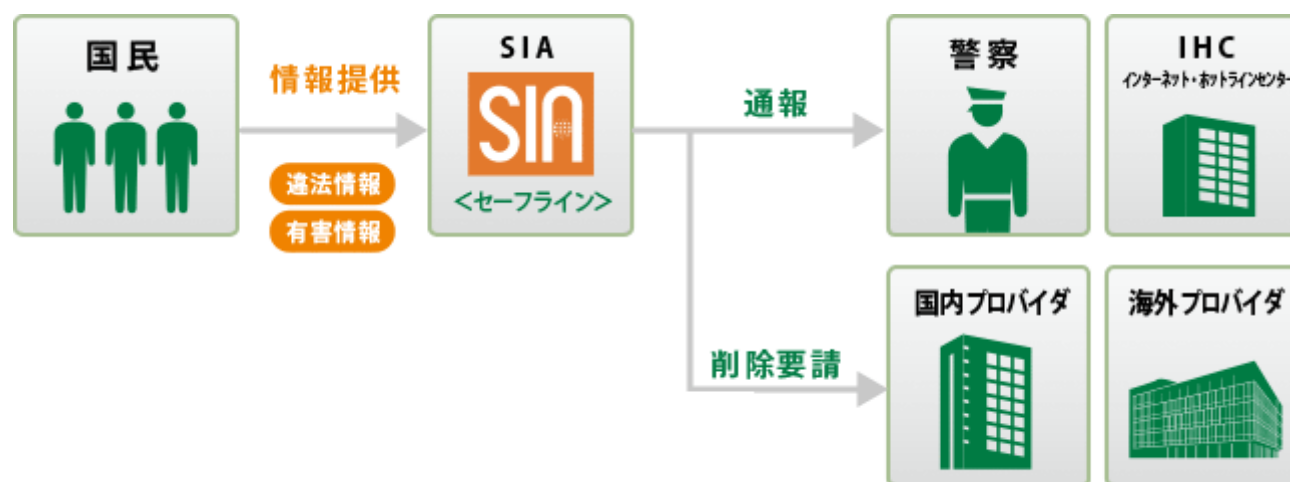 国民
情報提供
違法情報
有害情報
SIA
SIA
＜セーフライン＞
通報
警察
IHC
インターネット・ホットラインセンター
削除要請
国内プロバイダ
海外プロバイダ